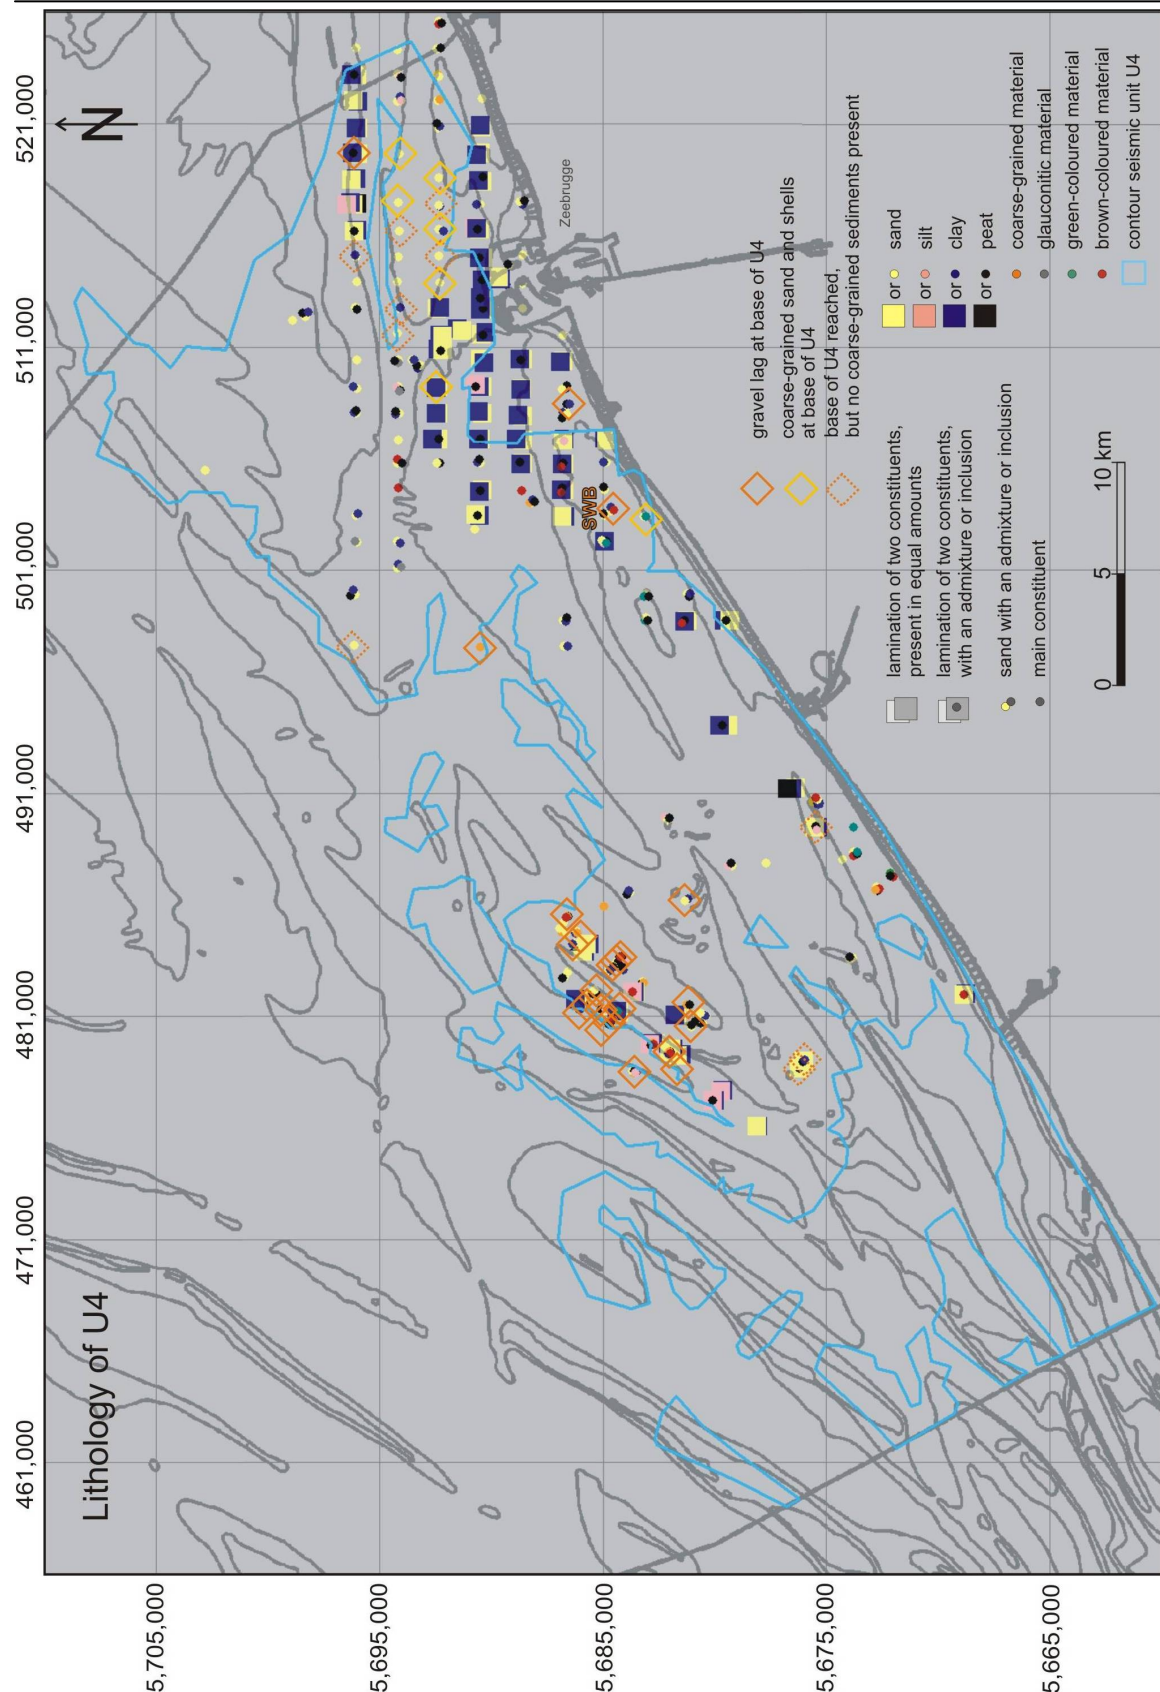 Lithology of U4
461,000
471,000
481,000
491,000
501,000
511,000
521,000
5,705,000
5,695,000
5,685,000
5,675,000
5,665,000
N
Zeebrugge
SWB
gravel lag at base of U4
coarse-grained sand and shells
at base of U4
base of U4 reached,
but no coarse-grained sediments present
lamination of two constituents,
present in equal amounts
lamination of two constituents,
with an admixture or inclusion
sand with an admixture or inclusion
main constituent
or sand
or silt
or clay
or peat
coarse-grained material
glauconitic material
green-coloured material
brown-coloured material
contour seismic unit U4
0 5 10 km